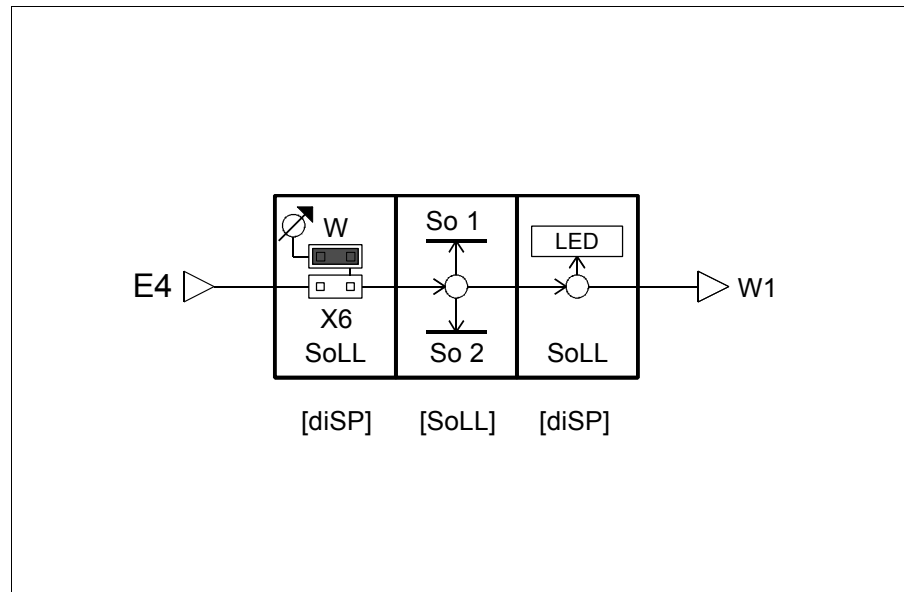 W
So 1
LED
E4
W1
X6
SoLL
So 2
SoLL
[diSP]
[SoLL]
[diSP]